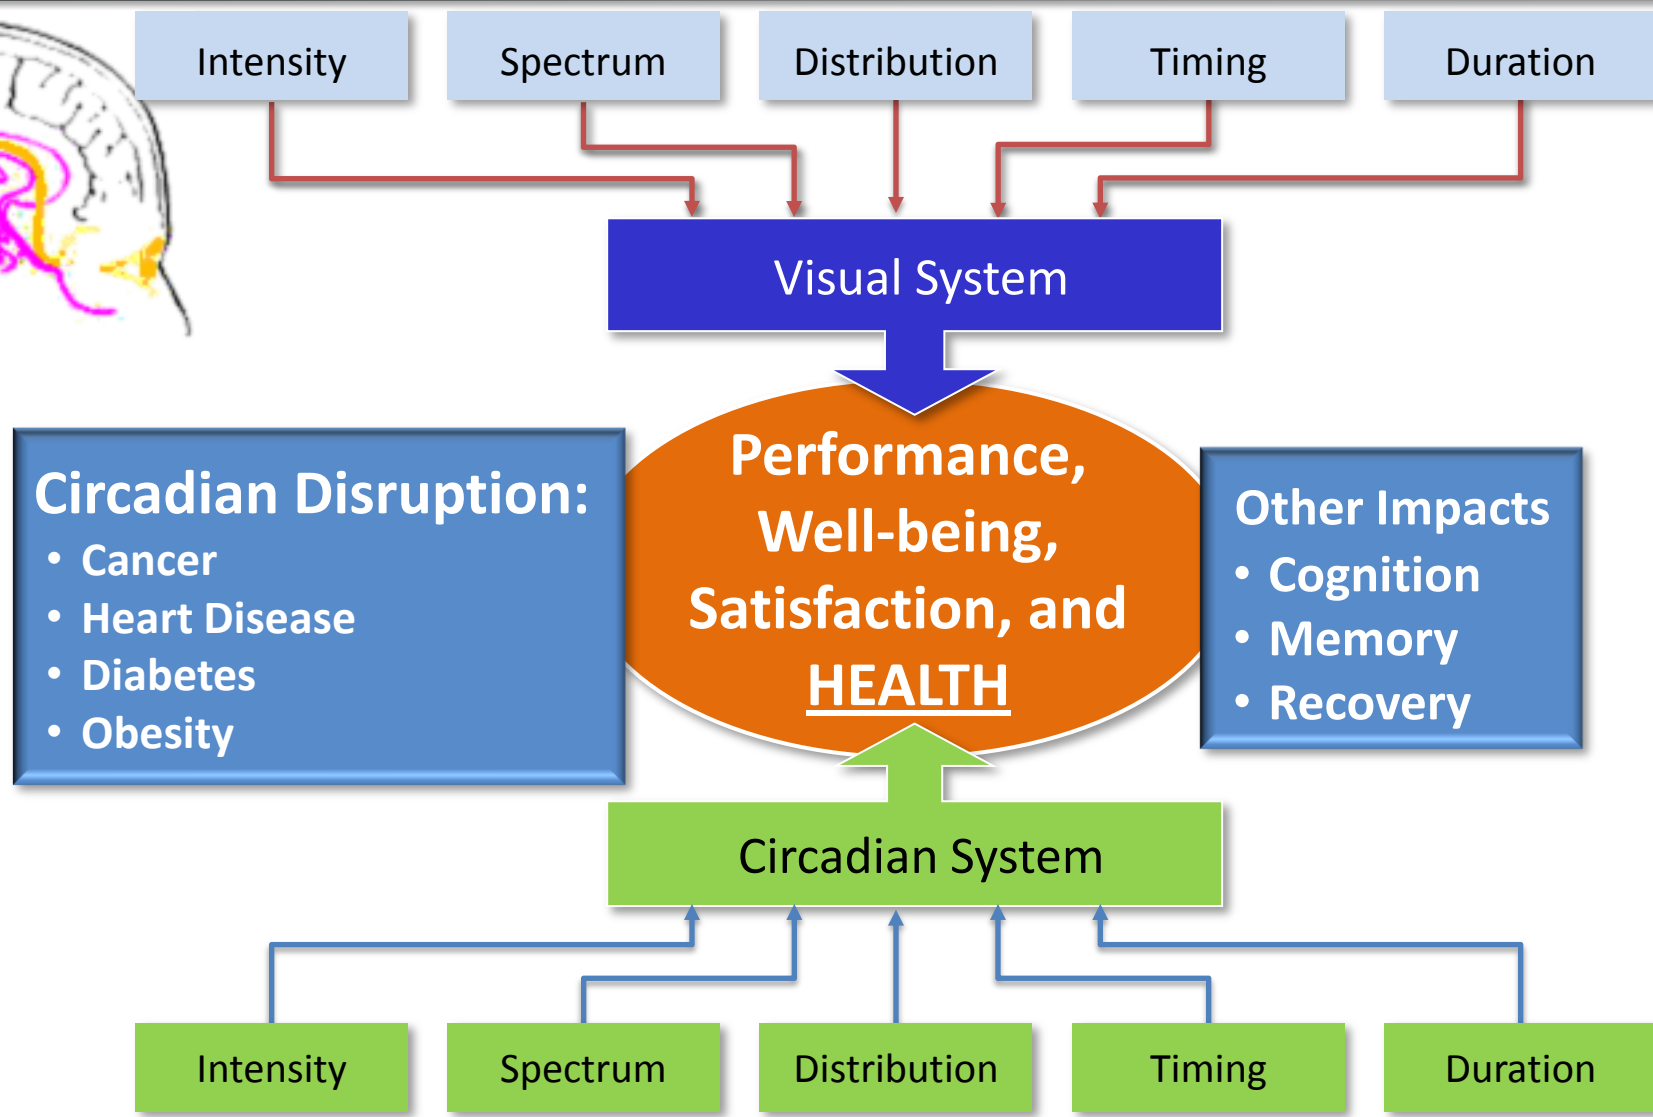 Intensity
Spectrum
Distribution
Timing
Duration
Visual System
Circadian Disruption:
• Cancer
• Heart Disease
• Diabetes
• Obesity
Performance,
Well-being,
Satisfaction, and
HEALTH
Other Impacts
• Cognition
• Memory
• Recovery
Circadian System
Intensity
Spectrum
Distribution
Timing
Duration